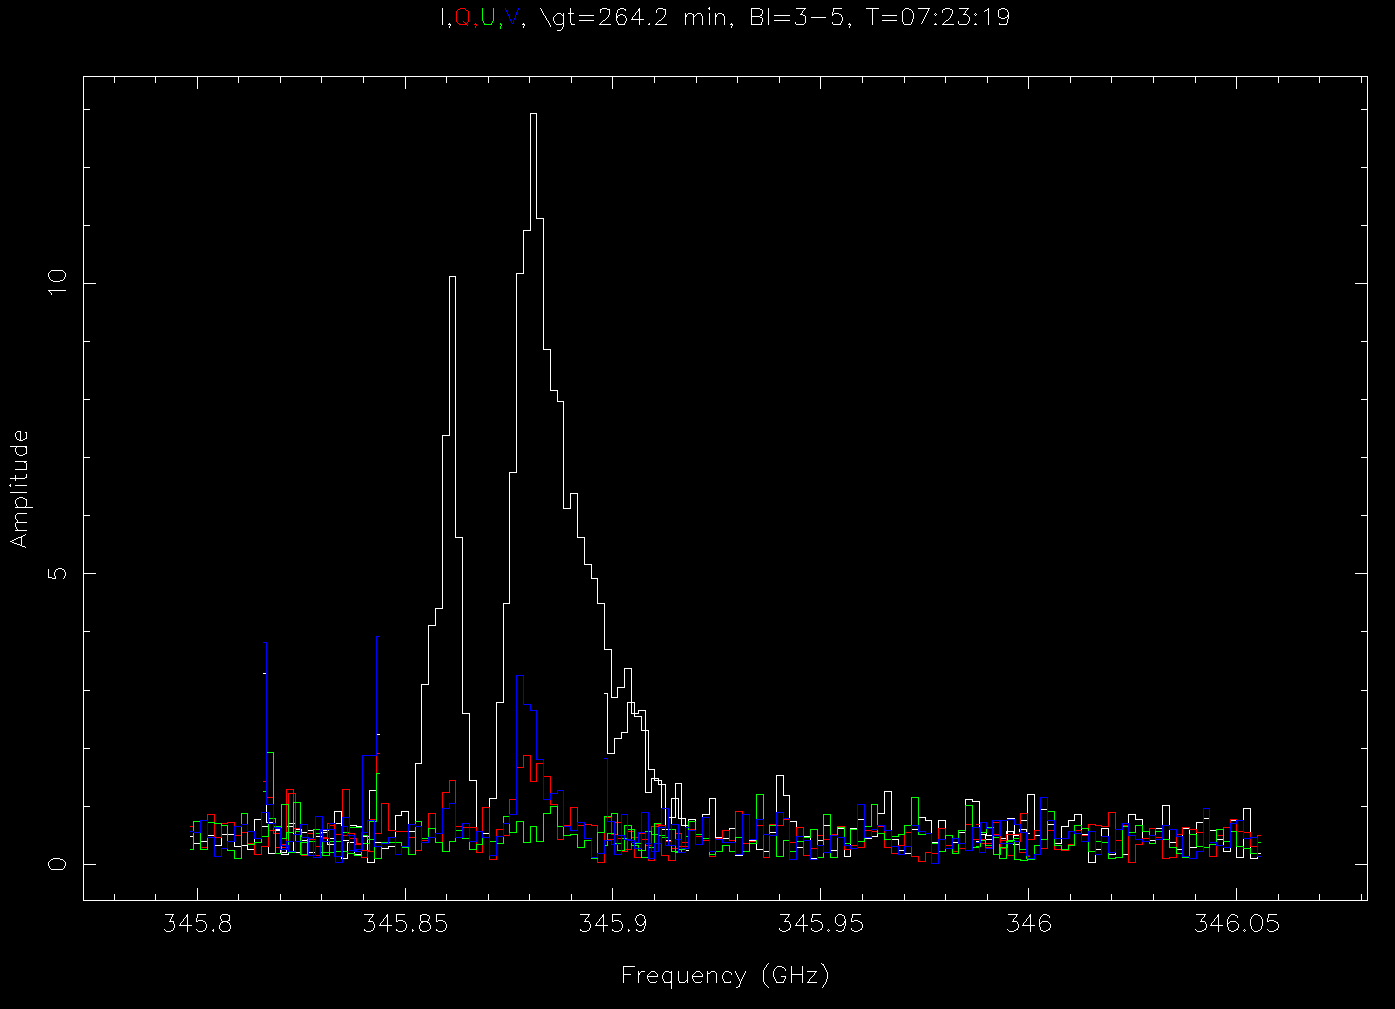 I,Q,U,V, \gt=264.2 min, Bl=3-5, T=07:23:19
10
5
0
Amplitude
345.8 345.85 345.9 345.95 346 346.05
Frequency (GHz)